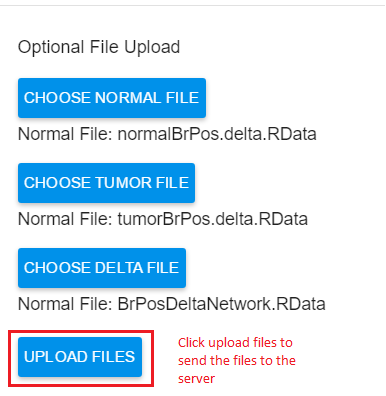 Optional File Upload
CHOOSE NORMAL FILE
Normal File: normalBrPos.delta.RData
CHOOSE TUMOR FILE
Normal File: tumorBrPos.delta.RData
CHOOSE DELTA FILE
Normal File: BrPosDeltaNetwork.RData
UPLOAD FILES
Click upload files to
send the files to the
server